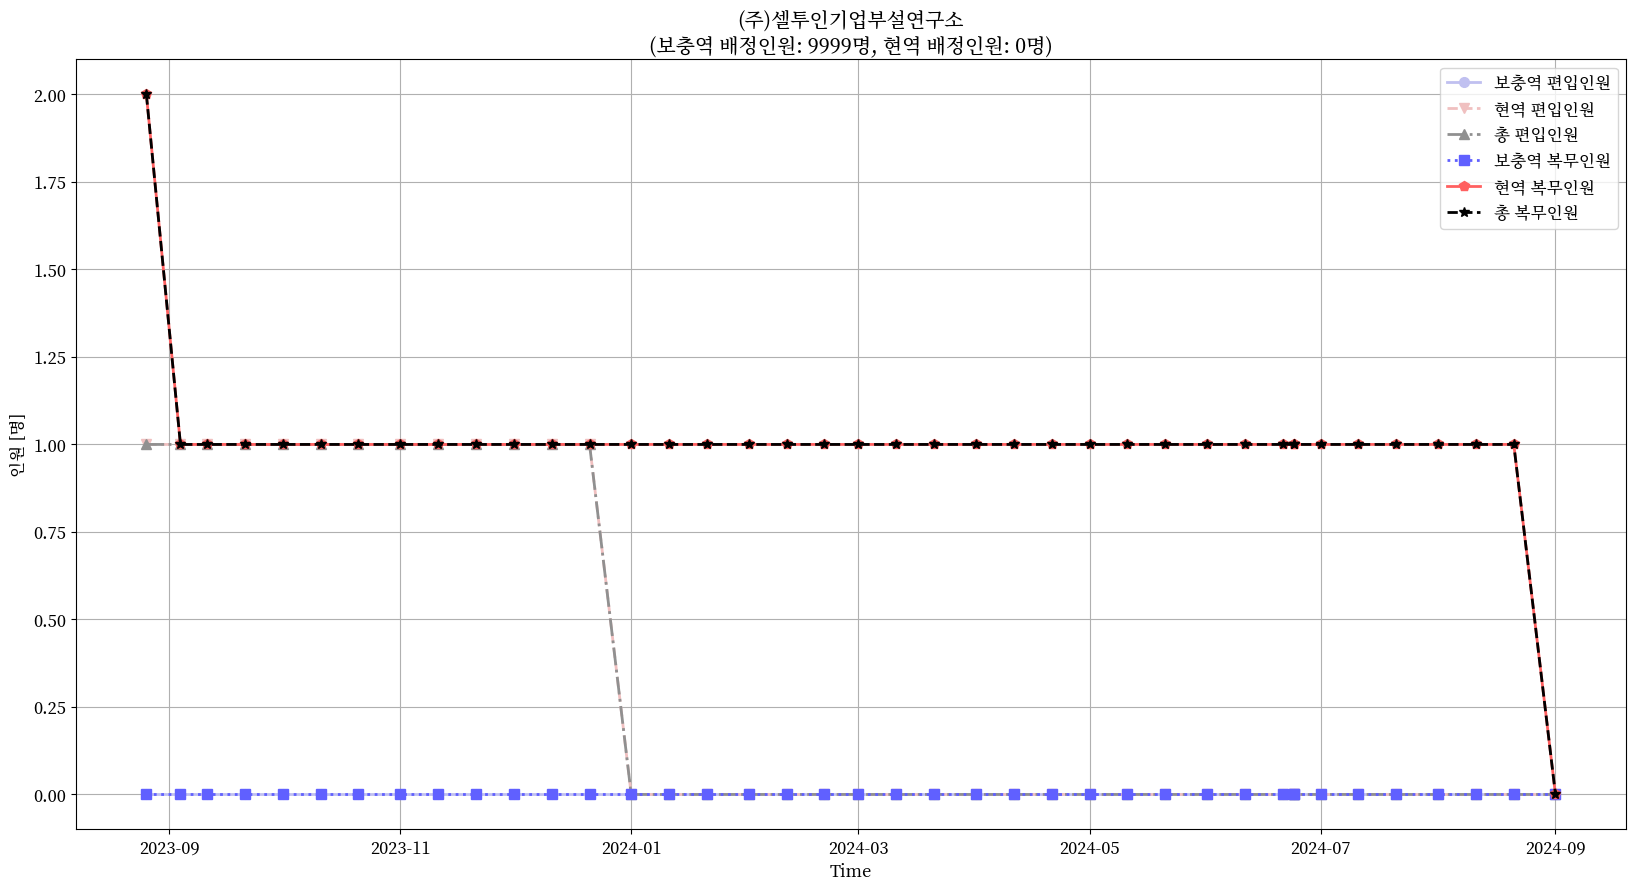 (주)셀투인기업부설연구소
(보충역 배정인원: 9999명, 현역 배정인원: 0명)
보충역 편입인원
현역 편입인원
총 편입인원
보충역 복무인원
현역 복무인원
총 복무인원
인원 [명]
2.00
1.75
1.50
1.25
1.00
0.75
0.50
0.25
0.00
2023-09
2023-11
2024-01
2024-03
2024-05
2024-07
2024-09
Time